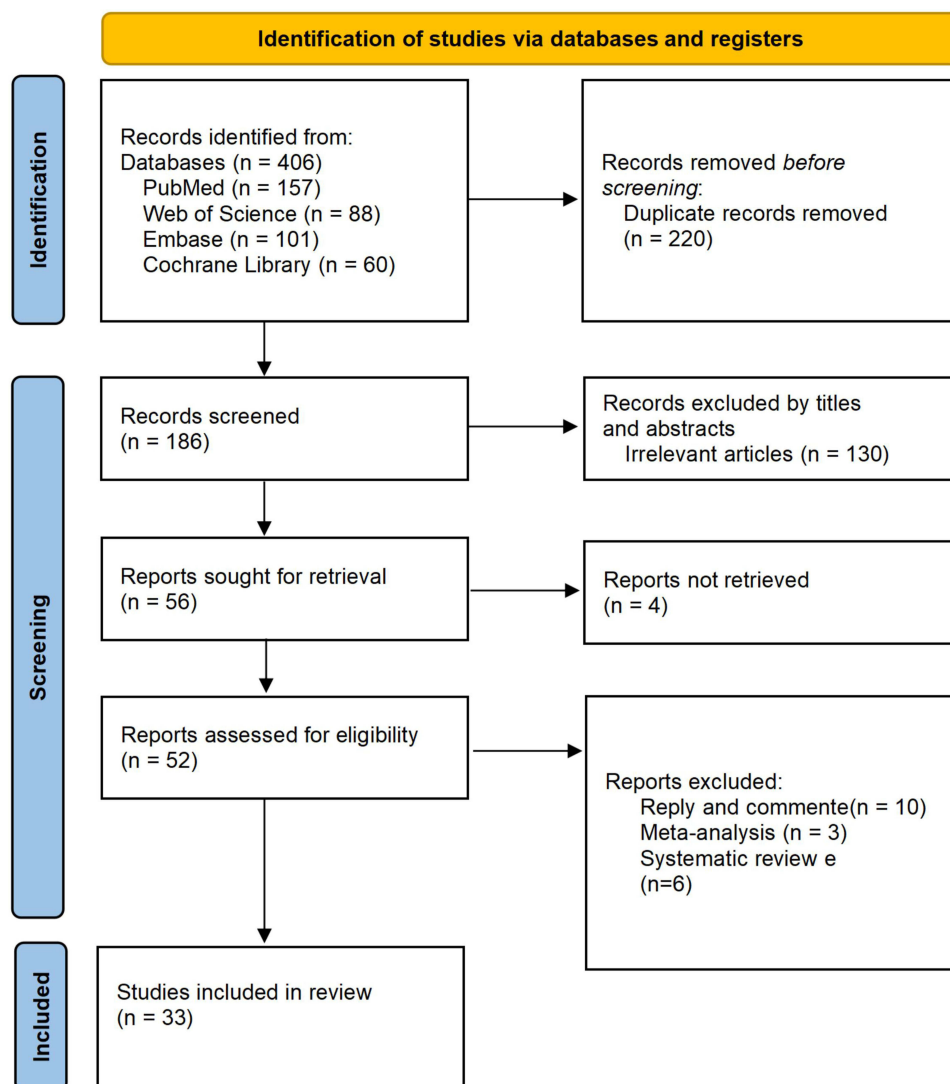 Identification of studies via databases and registers
Identification
Records identified from:
Databases (n = 406)
PubMed (n = 157)
Web of Science (n = 88)
Embase (n = 101)
Cochrane Library (n = 60)
Records removed before
screening:
Duplicate records removed
(n = 220)
Screening
Records screened
(n = 186)
Records excluded by titles
and abstracts
Irrelevant articles (n = 130)
Reports sought for retrieval
(n = 56)
Reports not retrieved
(n = 4)
Reports assessed for eligibility
(n = 52)
Reports excluded:
Reply and commente(n = 10)
Meta-analysis (n = 3)
Systematic review e
(n=6)
Included
Studies included in review
(n = 33)